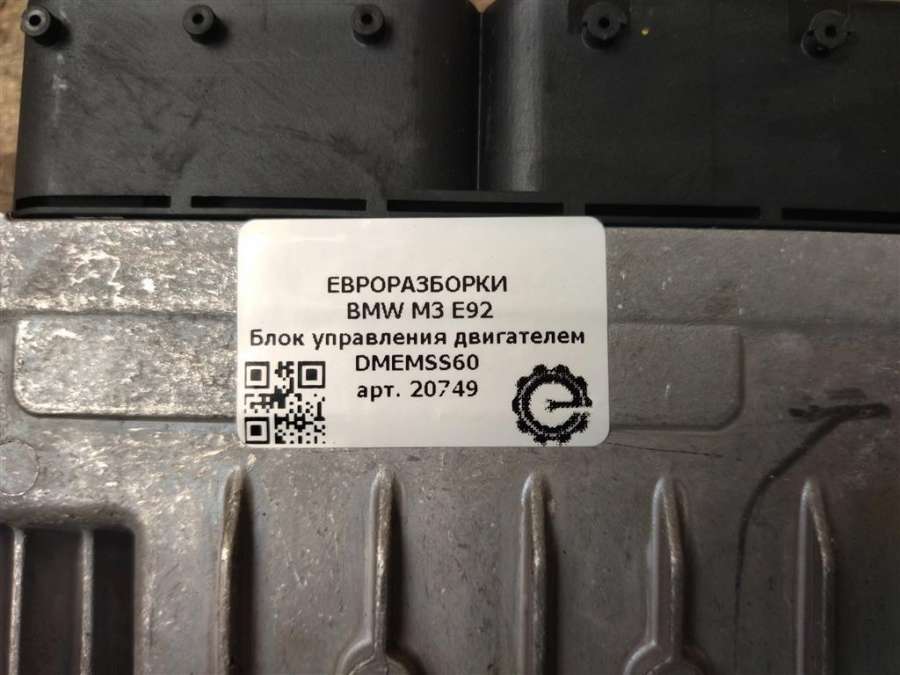 ЕВРОРАЗБОРКИ
BMW M3 E92
Блок управления двигателем
DMEMSS60
арт. 20749